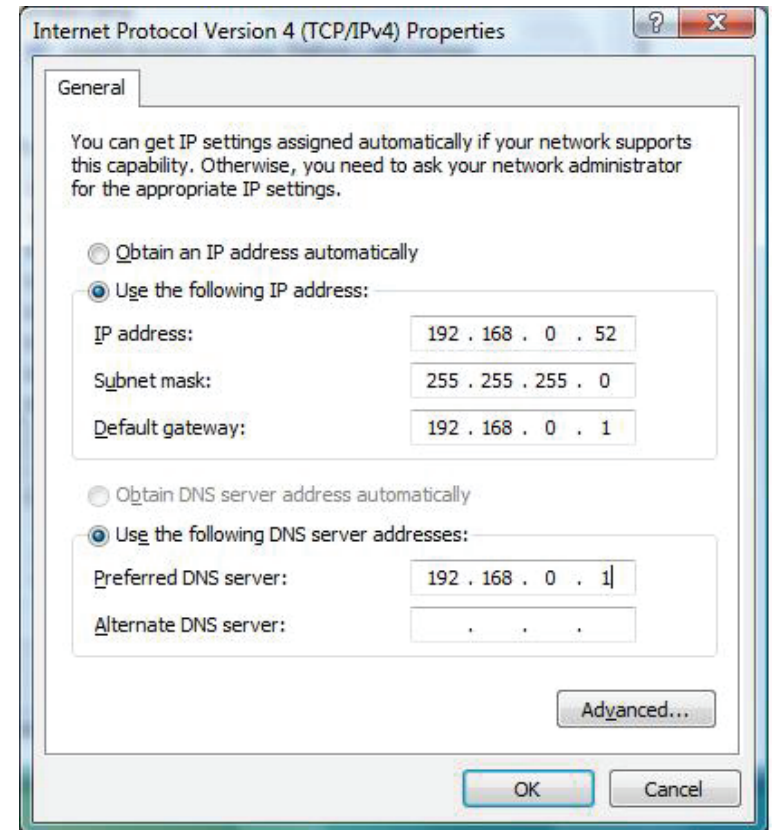 Internet Protocol Version 4 (TCP/IPv4) Properties
General
You can get IP settings assigned automatically if your network supports
this capability. Otherwise, you need to ask your network administrator
for the appropriate IP settings.
Obtain an IP address automatically
Use the following IP address:
IP address: 192 . 168 . 0 . 52
Subnet mask: 255 . 255 . 255 . 0
Default gateway: 192 . 168 . 0 . 1
Obtain DNS server address automatically
Use the following DNS server addresses:
Preferred DNS server: 192 . 168 . 0 . 1
Alternate DNS server: . . .
Advanced...
OK Cancel